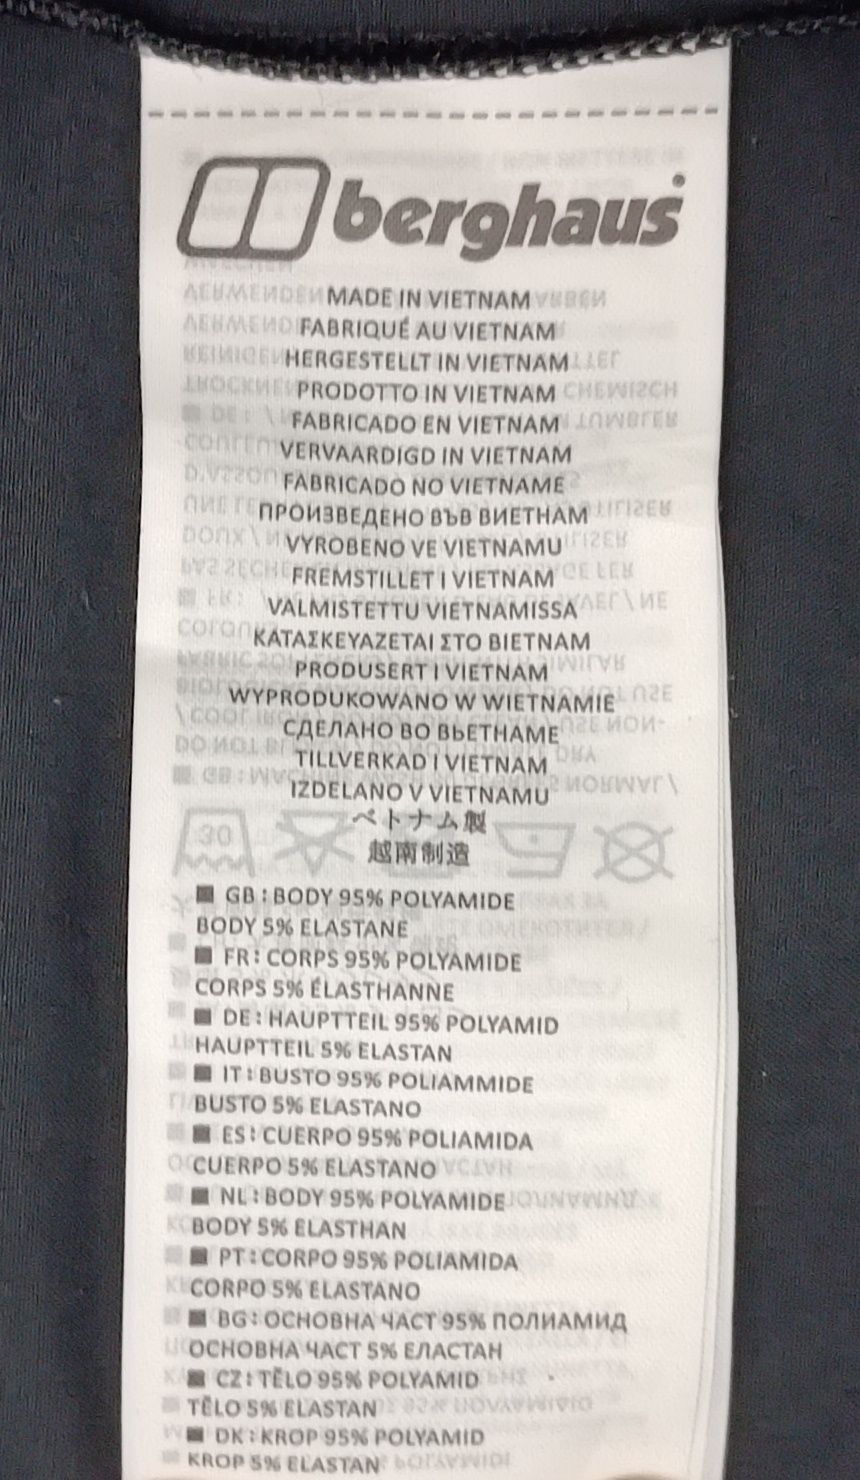 berghaus
MADE IN VIETNAM
FABRIQUÉ AU VIETNAM
HERGESTELLT IN VIETNAM
PRODOTTO IN VIETNAM
FABRICADO EN VIETNAM
VERVAARDIGD IN VIETNAM
FABRICADO NO VIETNAME
ПРОИЗВЕДЕНО ВЪВ ВИЕТНАМ
VYROBENO VE VIETNAMU
FREMSTILLET I VIETNAM
VALMISTETTU VIETNAMISSA
ΚΑΤΑΣΚΕΥΑΖΕΤΑΙ ΣΤΟ ΒΙΕΤΝΑΜ
PRODUSERT I VIETNAM
WYPRODUKOWANO W WIETNAMIE
СДЕЛАНО ВО ВЬЕТНАМЕ
TILLVERKAD I VIETNAM
IZDELANO V VIETNAMU
ベトナム製
越南制造
30
GB : BODY 95% POLYAMIDE
BODY 5% ELASTANE
FR : CORPS 95% POLYAMIDE
CORPS 5% ÉLASTHANNE
DE : HAUPTTEIL 95% POLYAMID
HAUPTTEIL 5% ELASTAN
IT : BUSTO 95% POLIAMMIDE
BUSTO 5% ELASTANO
ES : CUERPO 95% POLIAMIDA
CUERPO 5% ELASTANO
NL : BODY 95% POLYAMIDE
BODY 5% ELASTHAN
PT : CORPO 95% POLIAMIDA
CORPO 5% ELASTANO
BG : ОСНОВНА ЧАСТ 95% ПОЛИАМИД
ОСНОВНА ЧАСТ 5% ЕЛАСТАН
CZ : TĚLO 95% POLYAMID
TĚLO 5% ELASTAN
DK : KROP 95% POLYAMID
KROP 5% ELASTAN